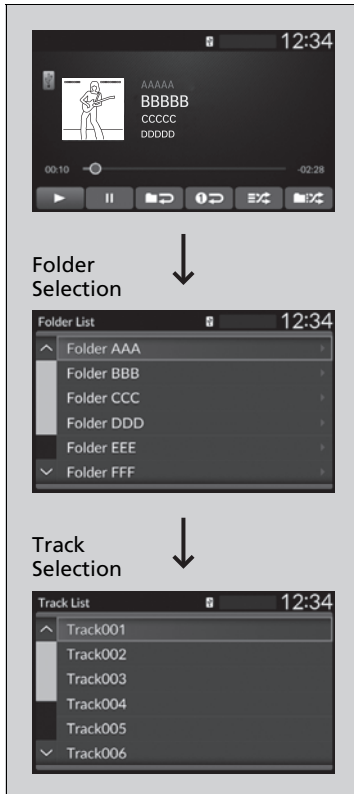 12:34
AAAAA
BBBBB
CCCCC
DDDDD
00:10
-02:28
1
Folder
Selection
Folder List
12:34
Folder AAA
Folder BBB
Folder CCC
Folder DDD
Folder EEE
Folder FFF
Track
Selection
Track List
12:34
Track001
Track002
Track003
Track004
Track005
Track006